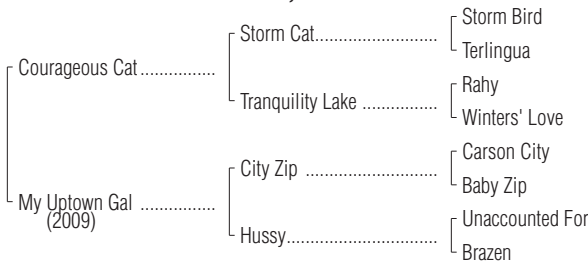 Storm Bird
Storm Cat................................
Terlingua
Courageous Cat ................
Rahy
Tranquility Lake ...................
Winters' Love
Carson City
City Zip .................................
Baby Zip
My Uptown Gal ................
(2009)
Unaccounted For
Hussy......................................
Brazen